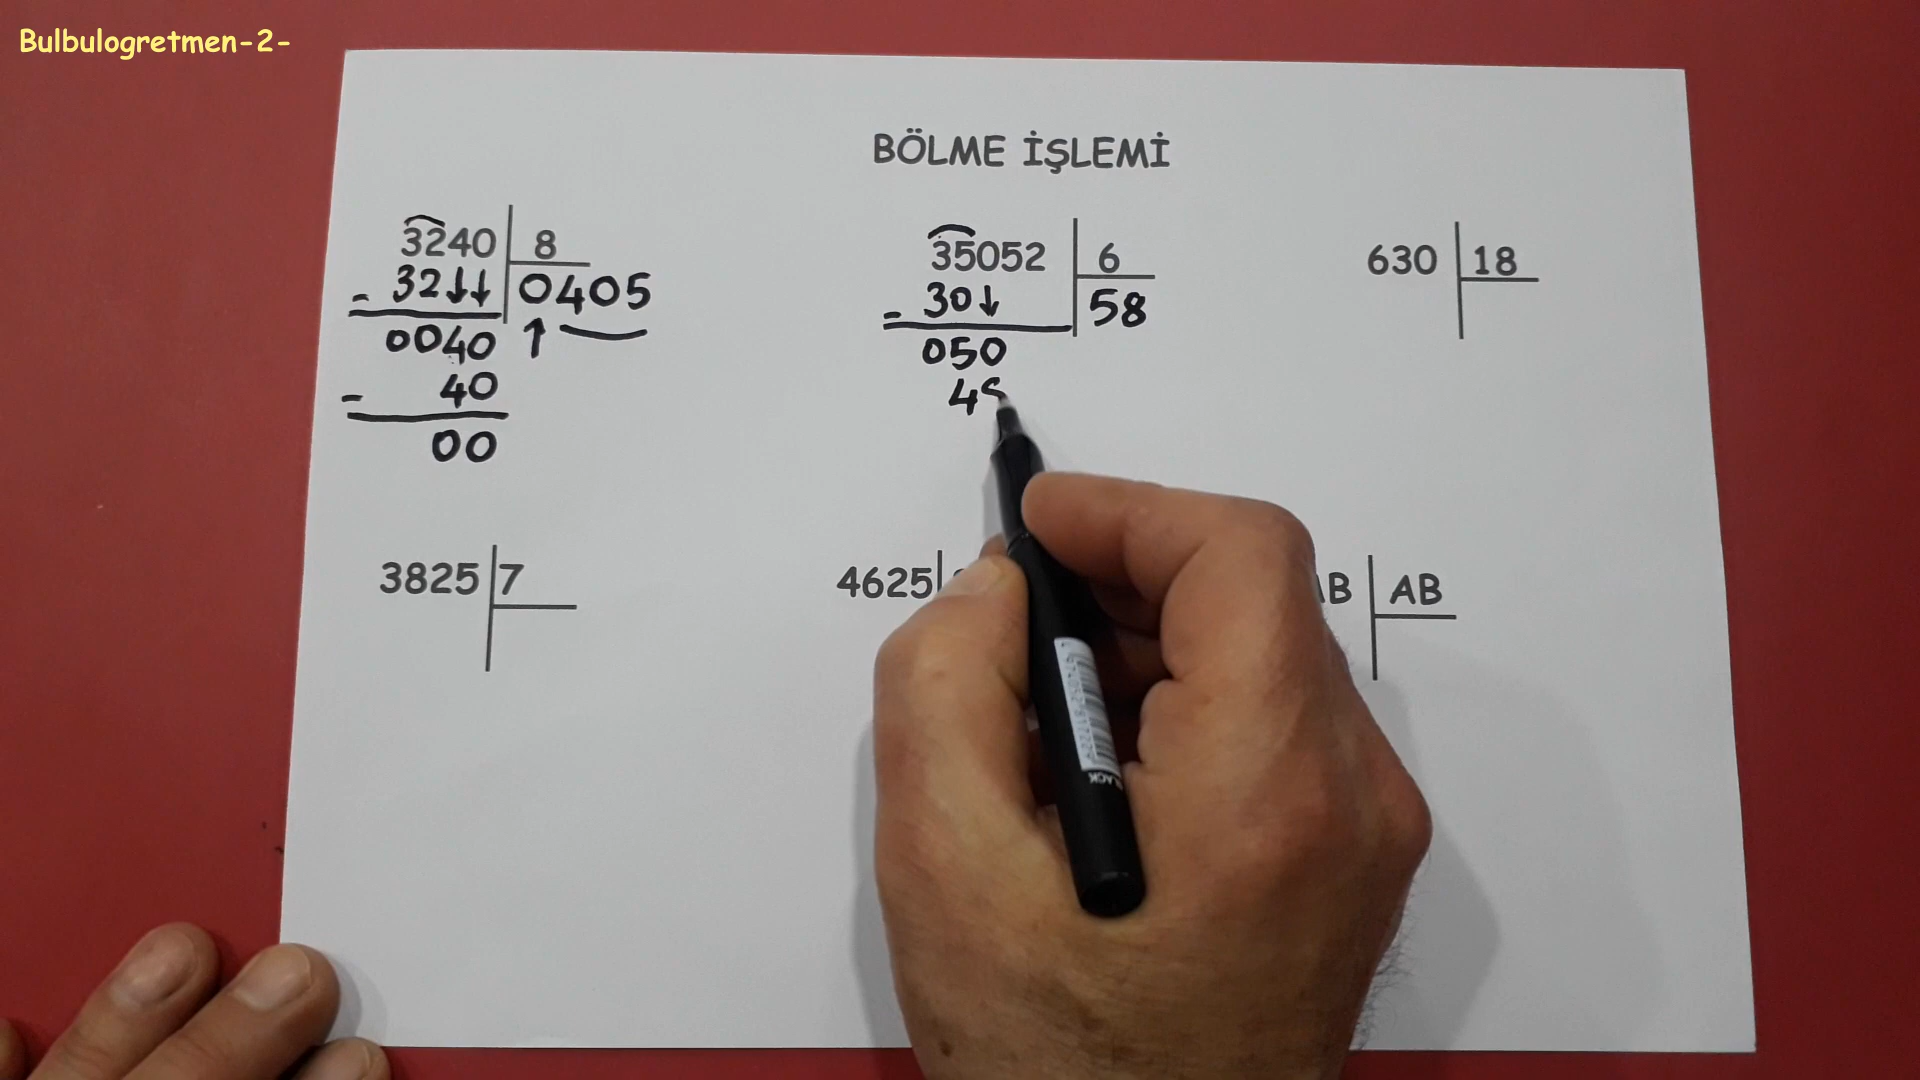 Bulbulogretmen-2-
BÖLME İŞLEMİ
3240 8
- 32↓↓ 0405
0040 ↑
- 40
00
35052 6
- 30↓ 58
050
4
630 18
3825 7
4625
B AB